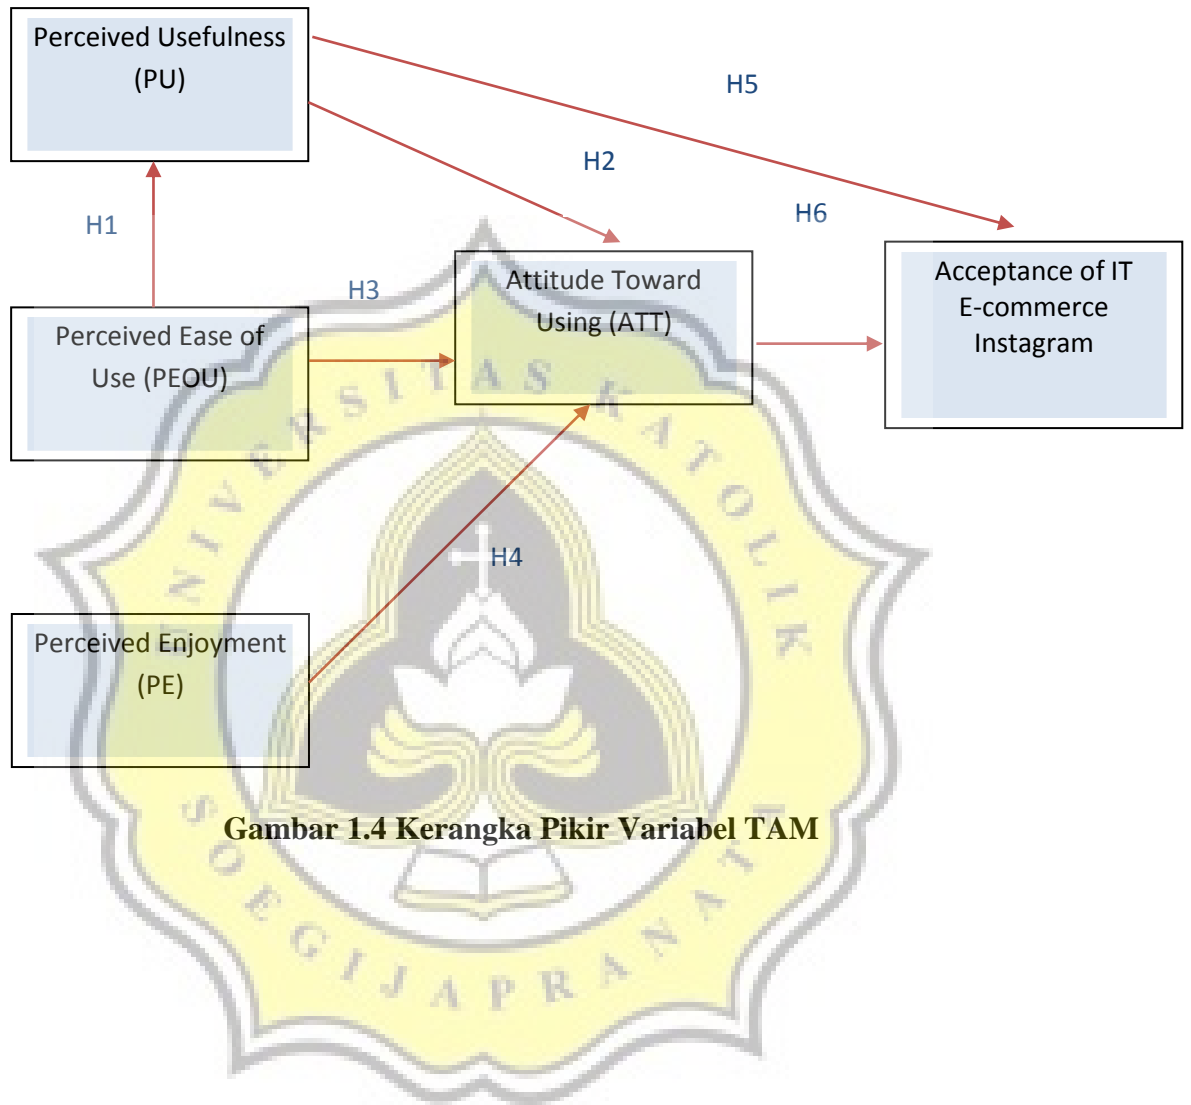 Perceived Usefulness
(PU)
H5
H2
H1
H6
H3
Attitude Toward
Using (ATT)
Acceptance of IT
E-commerce
Instagram
Perceived Ease of
Use (PEOU)
H4
Perceived Enjoyment
(PE)
Gambar 1.4 Kerangka Pikir Variabel TAM
UNIVERSITAS KATOLIK
SOEGIJAPRANATA